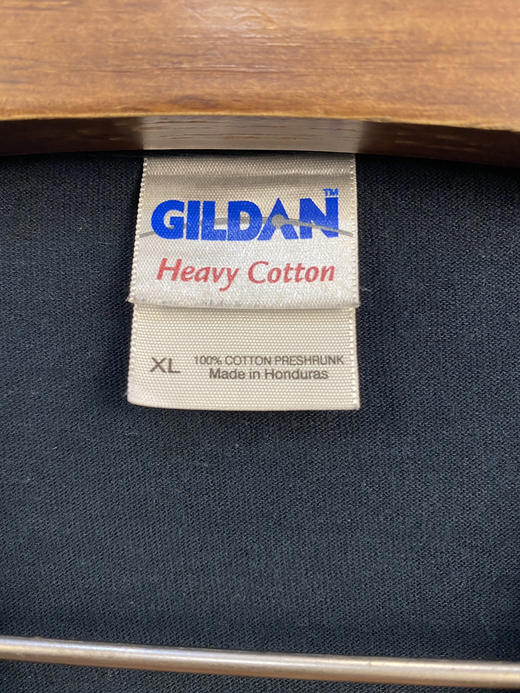 GILDAN™
Heavy Cotton
XL 100% COTTON PRESHRUNK
Made in Honduras